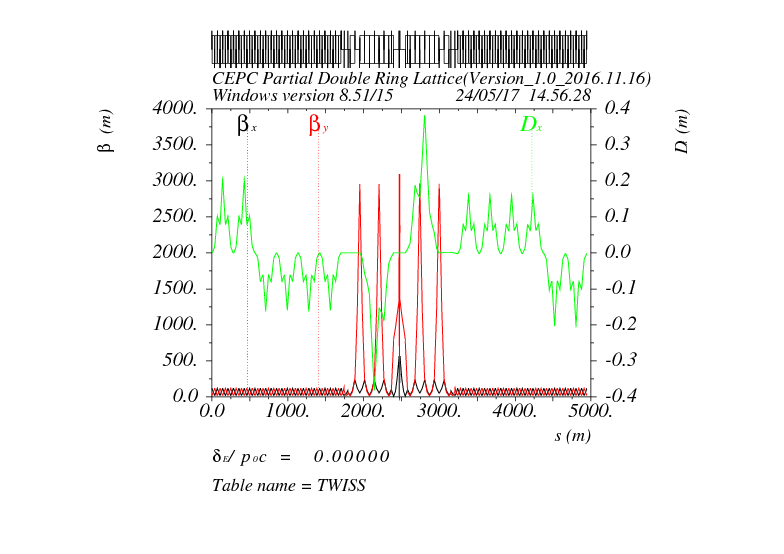 CEPC Partial Double Ring Lattice(Version_1.0_2016.11.16)
Windows version 8.51/15 24/05/17 14.56.28
β (m)
4000.
3500.
3000.
2500.
2000.
1500.
1000.
500.
0.0
βx βy Dx
0.4
0.3
0.2
0.1
0.0
-0.1
-0.2
-0.3
-0.4
D (m)
0.0 1000. 2000. 3000. 4000. 5000.
s (m)
δE/ p0c = 0.00000
Table name = TWISS